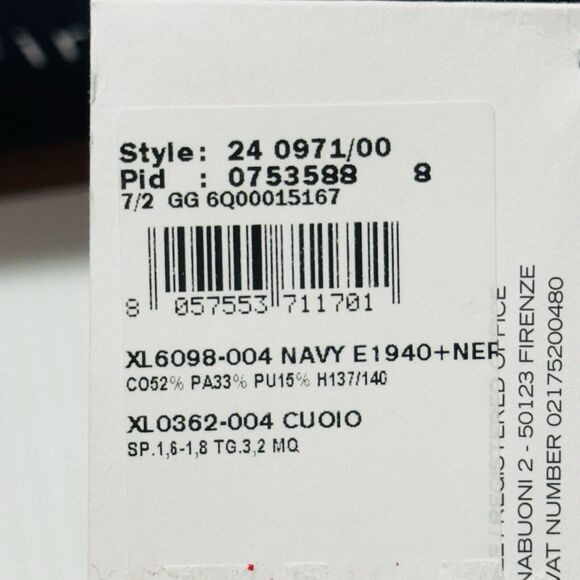 Style: 24 0971/00
Pid : 0753588 8
7/2 GG 6Q00015167
8 057553 711701
XL6098-004 NAVY E1940+NER
CO52% PA33% PU15% H137/140
XL0362-004 CUOIO
SP.1,6-1,8 TG.3,2 MQ
REGISTERED OFFICE
NABUONI 2 - 50123 FIRENZE
VAT NUMBER 02175200480